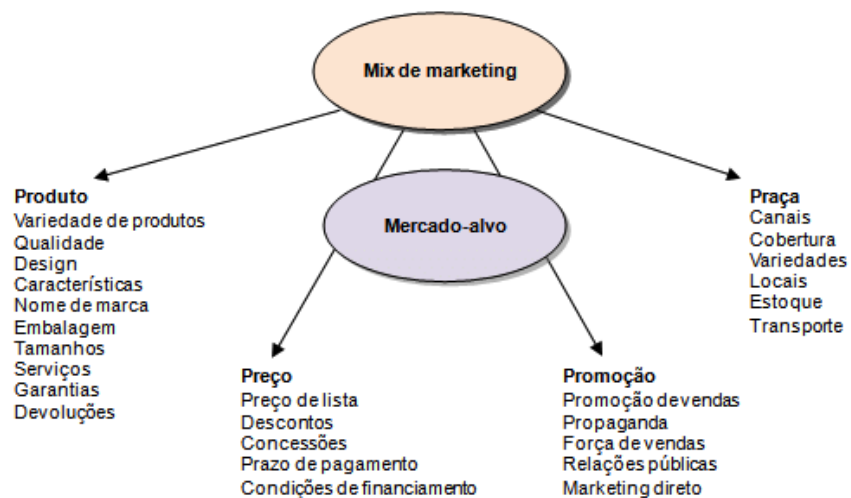 Mix de marketing
Mercado-alvo
Produto
Variedade de produtos
Qualidade
Design
Características
Nome de marca
Embalagem
Tamanhos
Serviços
Garantias
Devoluções
Preço
Preço de lista
Descontos
Concessões
Prazo de pagamento
Condições de financiamento
Promoção
Promoção de vendas
Propaganda
Força de vendas
Relações públicas
Marketing direto
Praça
Canais
Cobertura
Variedades
Locais
Estoque
Transporte